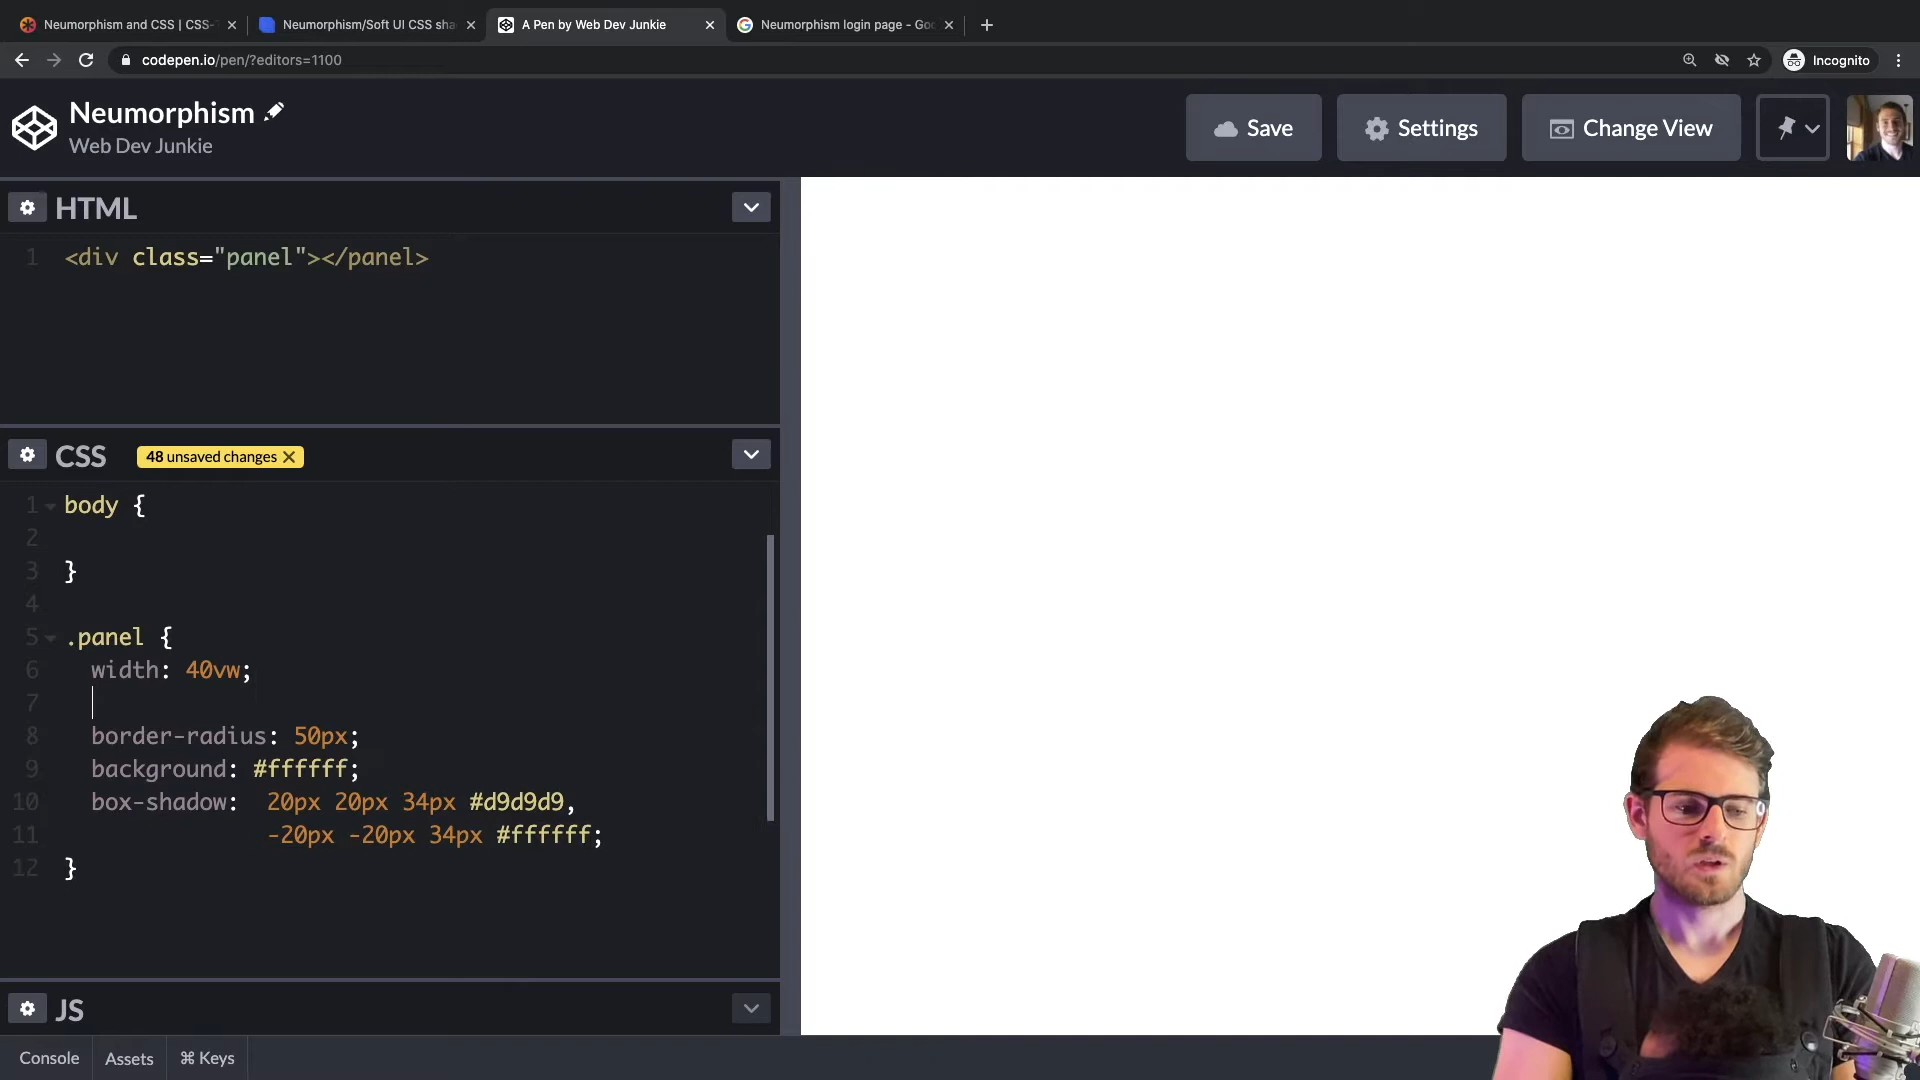 Neumorphism and CSS | CSS-
Neumorphism/Soft UI CSS sha
A Pen by Web Dev Junkie
Neumorphism login page - Goo
codepen.io/pen/?editors=1100
Incognito
Neumorphism
Web Dev Junkie
Save
Settings
Change View
HTML
1 <div class="panel"></panel>
CSS
48 unsaved changes
1 body {
2
3 }
4
5 .panel {
6 width: 40vw;
7
8 border-radius: 50px;
9 background: #ffffff;
10 box-shadow:  20px 20px 34px #d9d9d9,
11 -20px -20px 34px #ffffff;
12 }
JS
Console
Assets
⌘ Keys